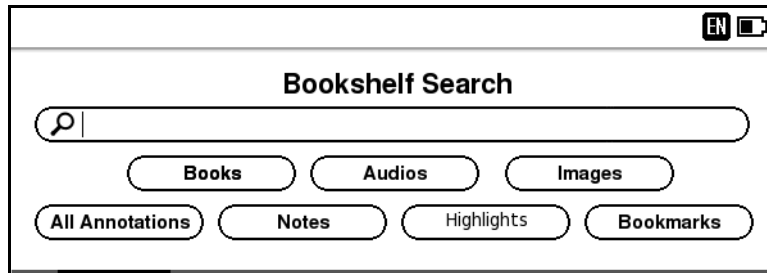 EN
Bookshelf Search
Books Audios Images
All Annotations Notes Highlights Bookmarks